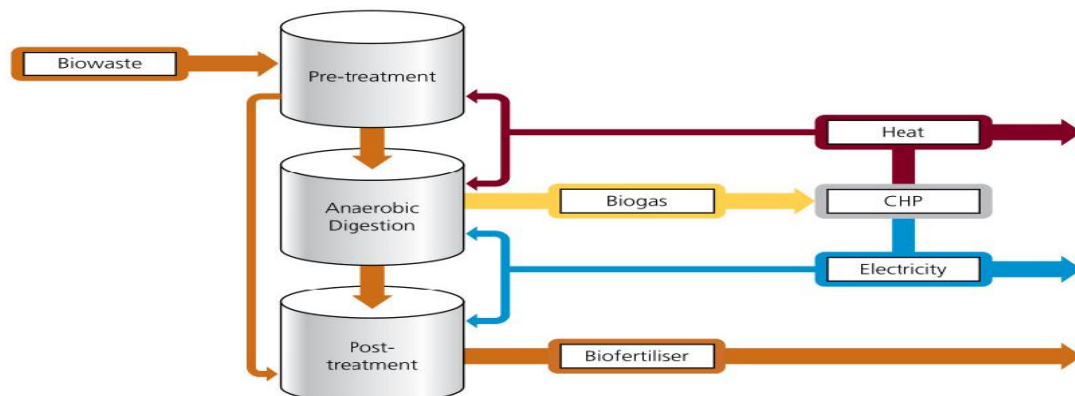 Biowaste
Pre-treatment
Heat
Anaerobic
Digestion
Biogas
CHP
Electricity
Post-
treatment
Biofertiliser